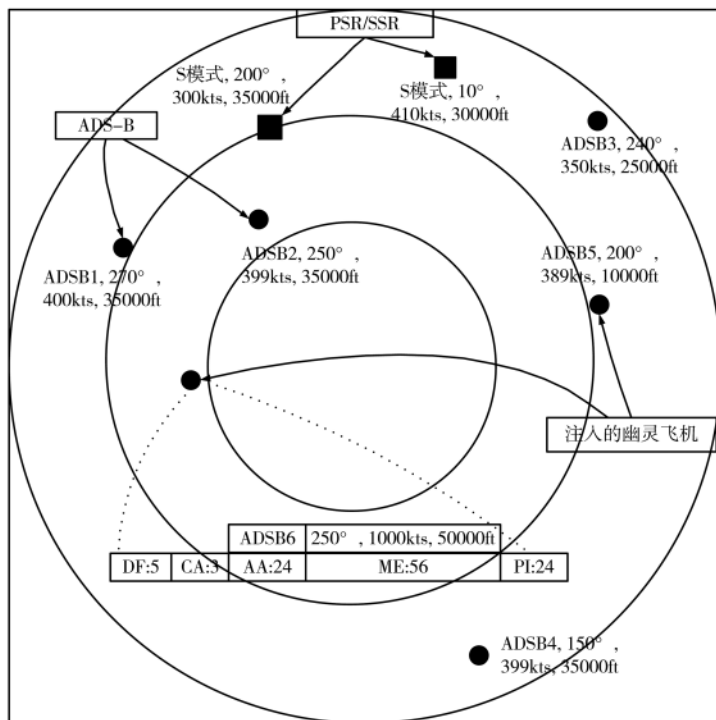 PSR/SSR
S模式, 200°,
300kts, 35000ft
S模式, 10°,
410kts, 30000ft
ADS-B
ADSB3, 240°,
350kts, 25000ft
ADSB2, 250°,
399kts, 35000ft
ADSB1, 270°,
400kts, 35000ft
ADSB5, 200°,
389kts, 10000ft
注入的幽灵飞机
ADSB6 250°, 1000kts, 50000ft
DF:5 CA:3 AA:24 ME:56 PI:24
ADSB4, 150°,
399kts, 35000ft